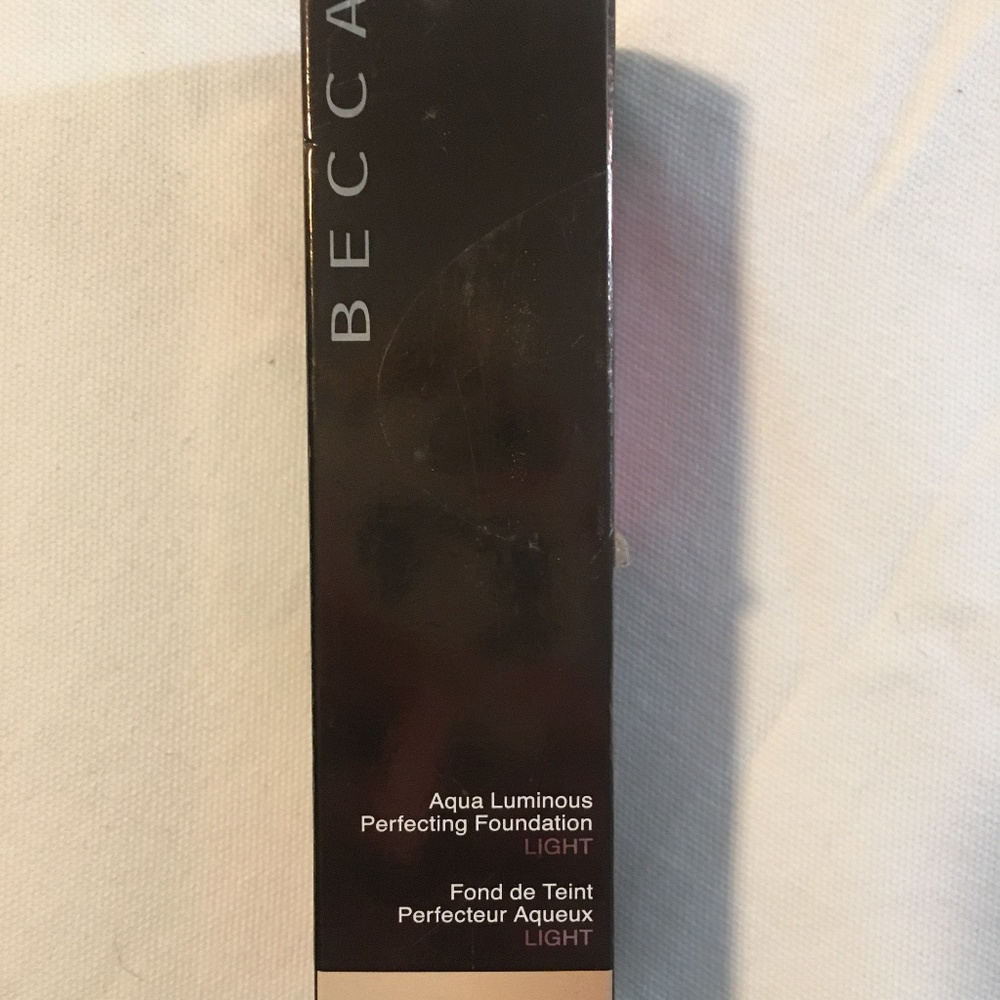 BECCA
Aqua Luminous
Perfecting Foundation
LIGHT
Fond de Teint
Perfecteur Aqueux
LIGHT